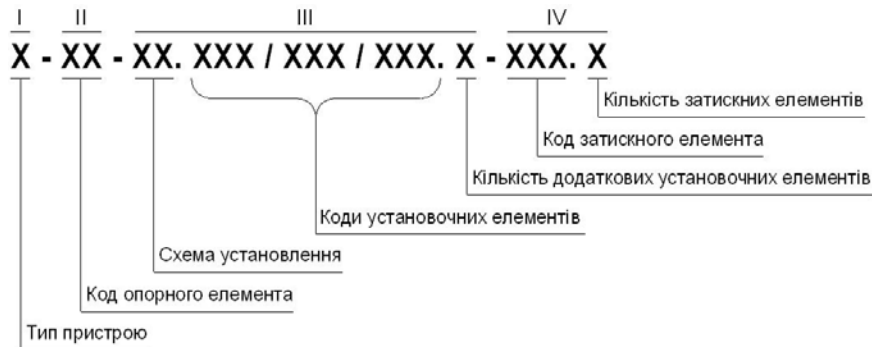 I II III IV
X - XX - XX. XXX / XXX / XXX. X - XXX. X
Кількість затискних елементів
Код затискного елемента
Кількість додаткових установочних елементів
Коди установочних елементів
Схема установлення
Код опорного елемента
Тип пристрою